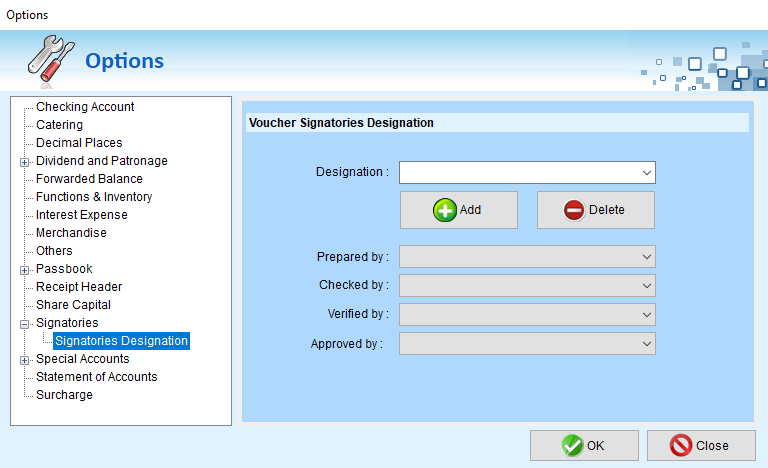 Options
Options
Checking Account
Catering
Decimal Places
Dividend and Patronage
Forwarded Balance
Functions & Inventory
Interest Expense
Merchandise
Others
Passbook
Receipt Header
Share Capital
Signatories
Signatories Designation
Special Accounts
Statement of Accounts
Surcharge
Voucher Signatories Designation
Designation :
Add Delete
Prepared by :
Checked by :
Verified by :
Approved by :
OK Close